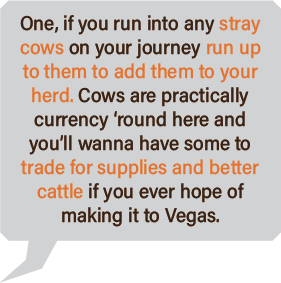 One, if you run into any stray
cows on your journey run up
to them to add them to your
herd. Cows are practically
currency ‘round here and
you’ll wanna have some to
trade for supplies and better
cattle if you ever hope of
making it to Vegas.